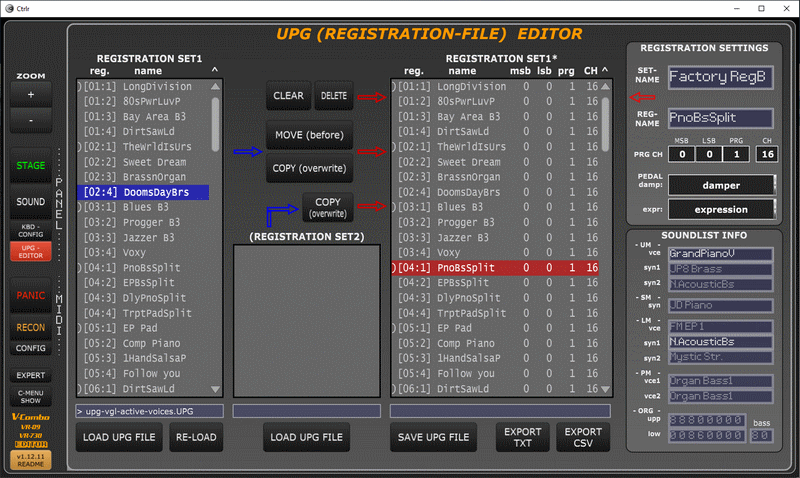 Ctrlr
UPG (REGISTRATION-FILE) EDITOR
ZOOM
+
-
STAGE
SOUND
KBD - CONFIG
UPG - EDITOR
PANIC
RECON
CONFIG
EXPERT
C-MENU SHOW
VCombo
VR-09
VR-730
EDITOR
v1.12.11
README
PANEL
MIDI
REGISTRATION SET1
reg. name ^
)[01:1] LongDivision
[01:2] 80sPwrLuvP
[01:3] Bay Area B3
[01:4] DirtSawLd
)[02:1] TheWrldIsUrs
[02:2] Sweet Dream
[02:3] BrassnOrgan
[02:4] DoomsDayBrs
)[03:1] Blues B3
[03:2] Progger B3
[03:3] Jazzer B3
[03:4] Voxy
)[04:1] PnoBsSplit
[04:2] EPBsSplit
[04:3] DlyPnoSplit
[04:4] TrptPadSplt
)[05:1] EP Pad
[05:2] Comp Piano
[05:3] 1HandSalsaP
[05:4] Follow you
)[06:1] DirtSawLd
> upg-vgl-active-voices.UPG
LOAD UPG FILE
RE-LOAD
CLEAR
DELETE
MOVE (before)
COPY (overwrite)
COPY
(overwrite)
(REGISTRATION SET2)
LOAD UPG FILE
REGISTRATION SET1*
reg. name msb lsb prg CH ^
)[01:1] LongDivision 0 0 1 16
[01:2] 80sPwrLuvP 0 0 1 16
[01:3] Bay Area B3 0 0 1 16
[01:4] DirtSawLd 0 0 1 16
)[02:1] TheWrldIsUrs 0 0 1 16
[02:2] Sweet Dream 0 0 1 16
[02:3] BrassnOrgan 0 0 1 16
[02:4] DoomsDayBrs 0 0 1 16
)[03:1] Blues B3 0 0 1 16
[03:2] Progger B3 0 0 1 16
[03:3] Jazzer B3 0 0 1 16
[03:4] Voxy 0 0 1 16
)[04:1] PnoBsSplit 0 0 1 16
[04:2] EPBsSplit 0 0 1 16
[04:3] DlyPnoSplit 0 0 1 16
[04:4] TrptPadSplt 0 0 1 16
)[05:1] EP Pad 0 0 1 16
[05:2] Comp Piano 0 0 1 16
[05:3] 1HandSalsaP 0 0 1 16
[05:4] Follow you 0 0 1 16
)[06:1] DirtSawLd 0 0 1 16
SAVE UPG FILE
EXPORT TXT
EXPORT CSV
REGISTRATION SETTINGS
SET-NAME Factory RegB
REG-NAME PnoBsSplit
MSB LSB PRG CH
PRG CH 0 0 1 16
PEDAL
damp: damper
expr: expression
SOUNDLIST INFO
- UM -
vce GrandPianoV
syn1 JP8 Brass
syn2 N.AcousticBs
- SM -
syn JD Piano
- LM -
vce FM EP 1
syn1 N.AcousticBs
syn2 Mystic Str.
- PM -
vce1 Organ Bass1
vce2 Organ Bass1
- ORG -
upp 88800000 bass
low 00860000 80